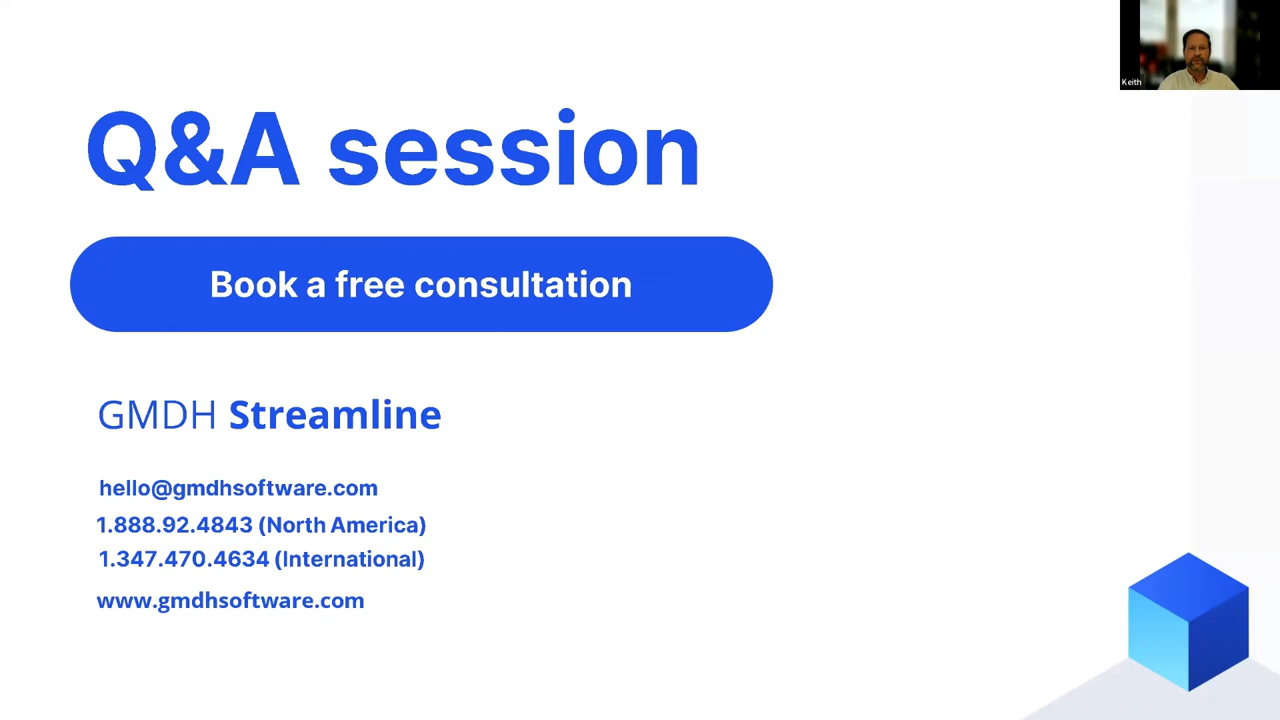 Keith
Q&A session
Book a free consultation
GMDH Streamline
hello@gmdhsoftware.com
1.888.92.4843 (North America)
1.347.470.4634 (International)
www.gmdhsoftware.com